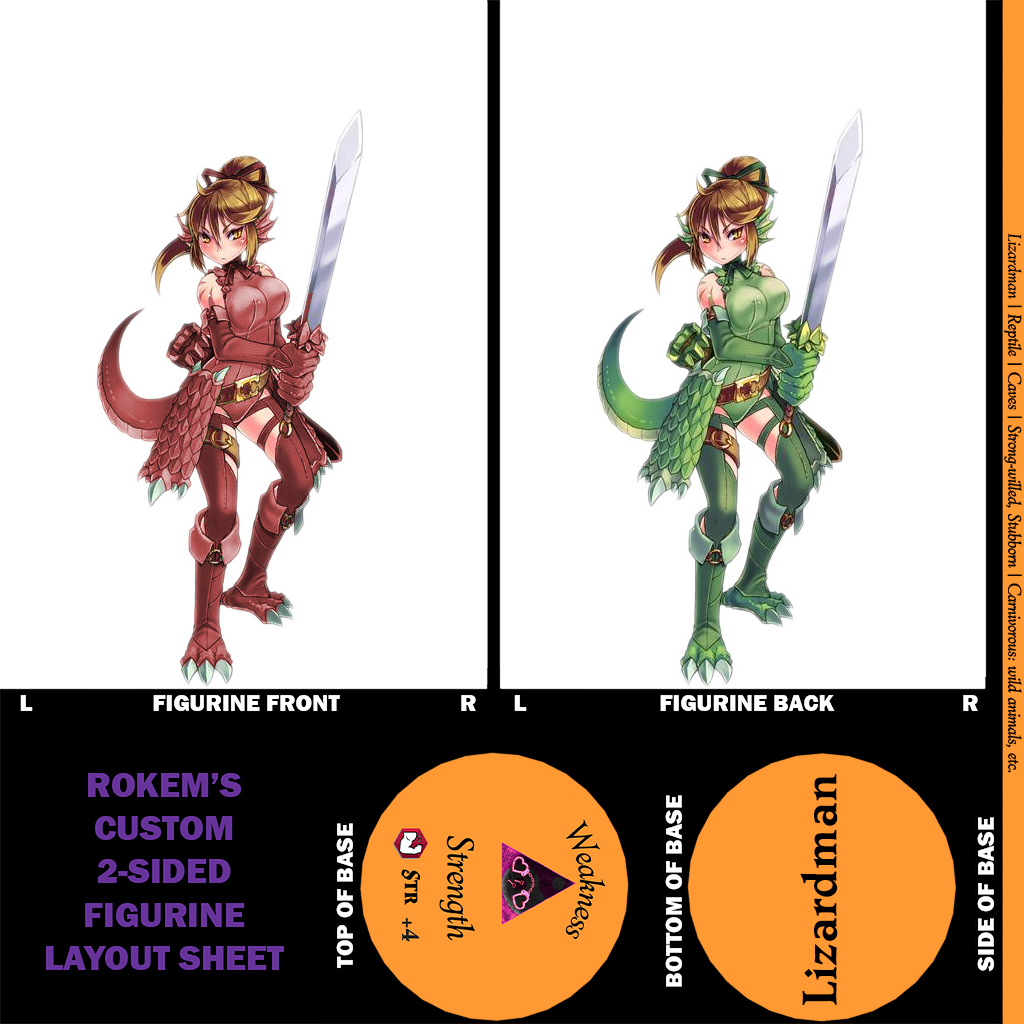 L FIGURINE FRONT R
L FIGURINE BACK R
ROKEM'S
CUSTOM
2-SIDED
FIGURINE
LAYOUT SHEET
TOP OF BASE
Weakness
Strength
STR +4
BOTTOM OF BASE
Lizardman
SIDE OF BASE
Lizardman | Reptile | Caves | Strong-willed, Stubborn | Carnivorous: wild animals, etc.